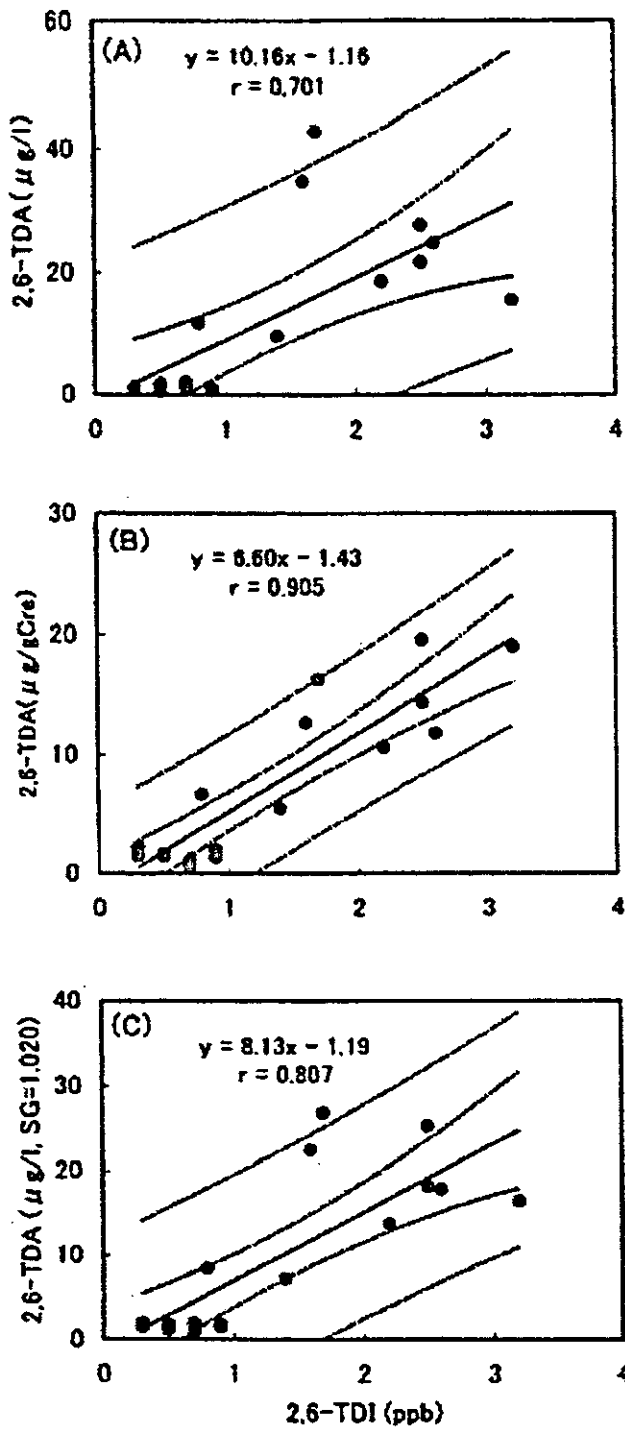 60
(A)
y = 10.16x - 1.16
r = 0.701
40
2,6-TDA(μg/l)
20
0
0 1 2 3 4
30
(B)
y = 6.60x - 1.43
r = 0.905
20
2,6-TDA(μg/gCre)
10
0
0 1 2 3 4
40
(C)
y = 8.13x - 1.19
r = 0.807
30
2,6-TDA (μg/l, SG=1.020)
20
10
0
0 1 2 3 4
2,6-TDI (ppb)